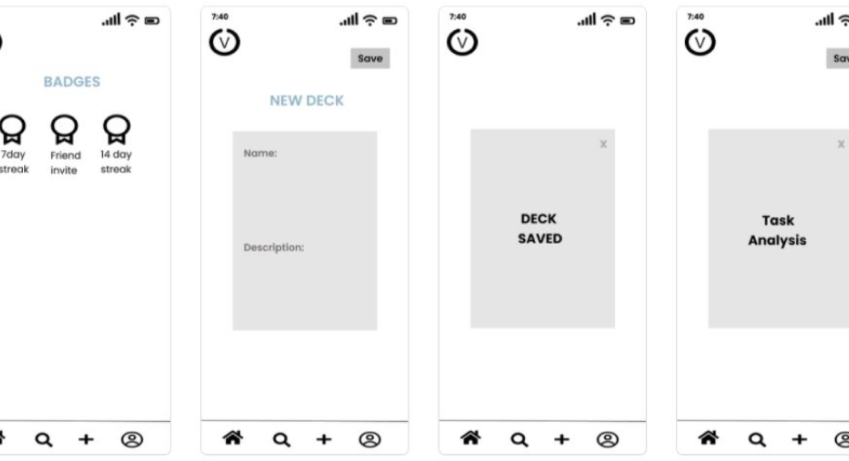 BADGES
7day
streak
Friend
invite
14 day
streak
7:40
V
Save
NEW DECK
Name:
Description:
7:40
V
X
DECK
SAVED
7:40
V
X
Task
Analysis